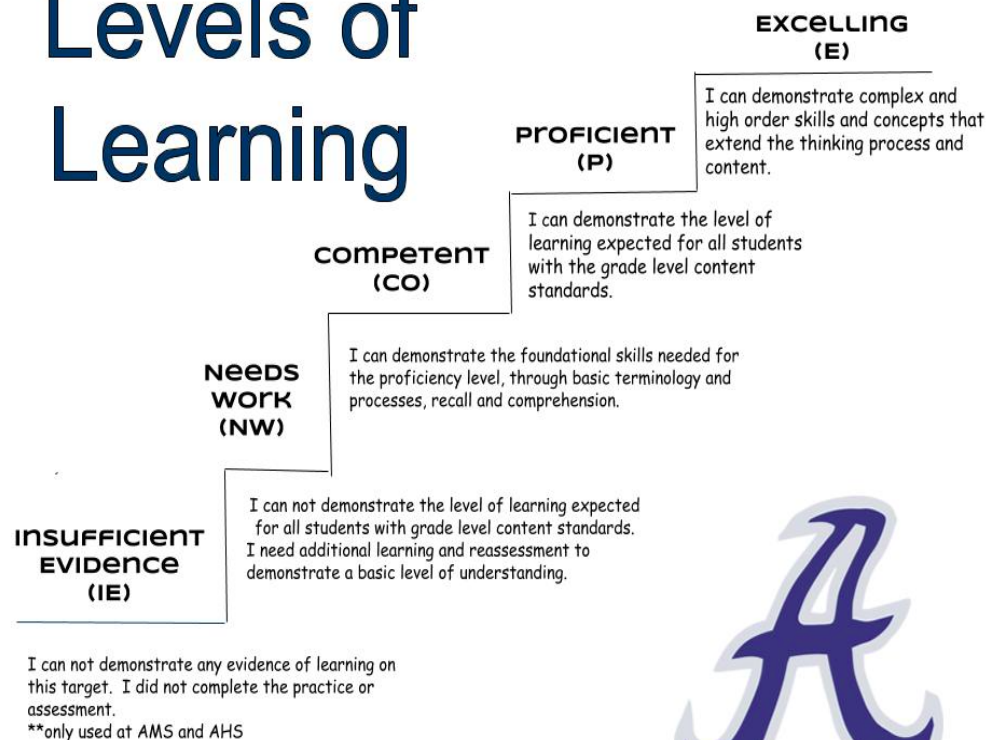 Levels of
Learning
EXCELLING
(E)
I can demonstrate complex and
high order skills and concepts that
extend the thinking process and
content.
PROFICIENT
(P)
I can demonstrate the level of
learning expected for all students
with the grade level content
standards.
COMPETENT
(CO)
I can demonstrate the foundational skills needed for
the proficiency level, through basic terminology and
processes, recall and comprehension.
NEEDS
WORK
(NW)
I can not demonstrate the level of learning expected
for all students with grade level content standards.
I need additional learning and reassessment to
demonstrate a basic level of understanding.
INSUFFICIENT
EVIDENCE
(IE)
I can not demonstrate any evidence of learning on
this target. I did not complete the practice or
assessment.
**only used at AMS and AHS
A